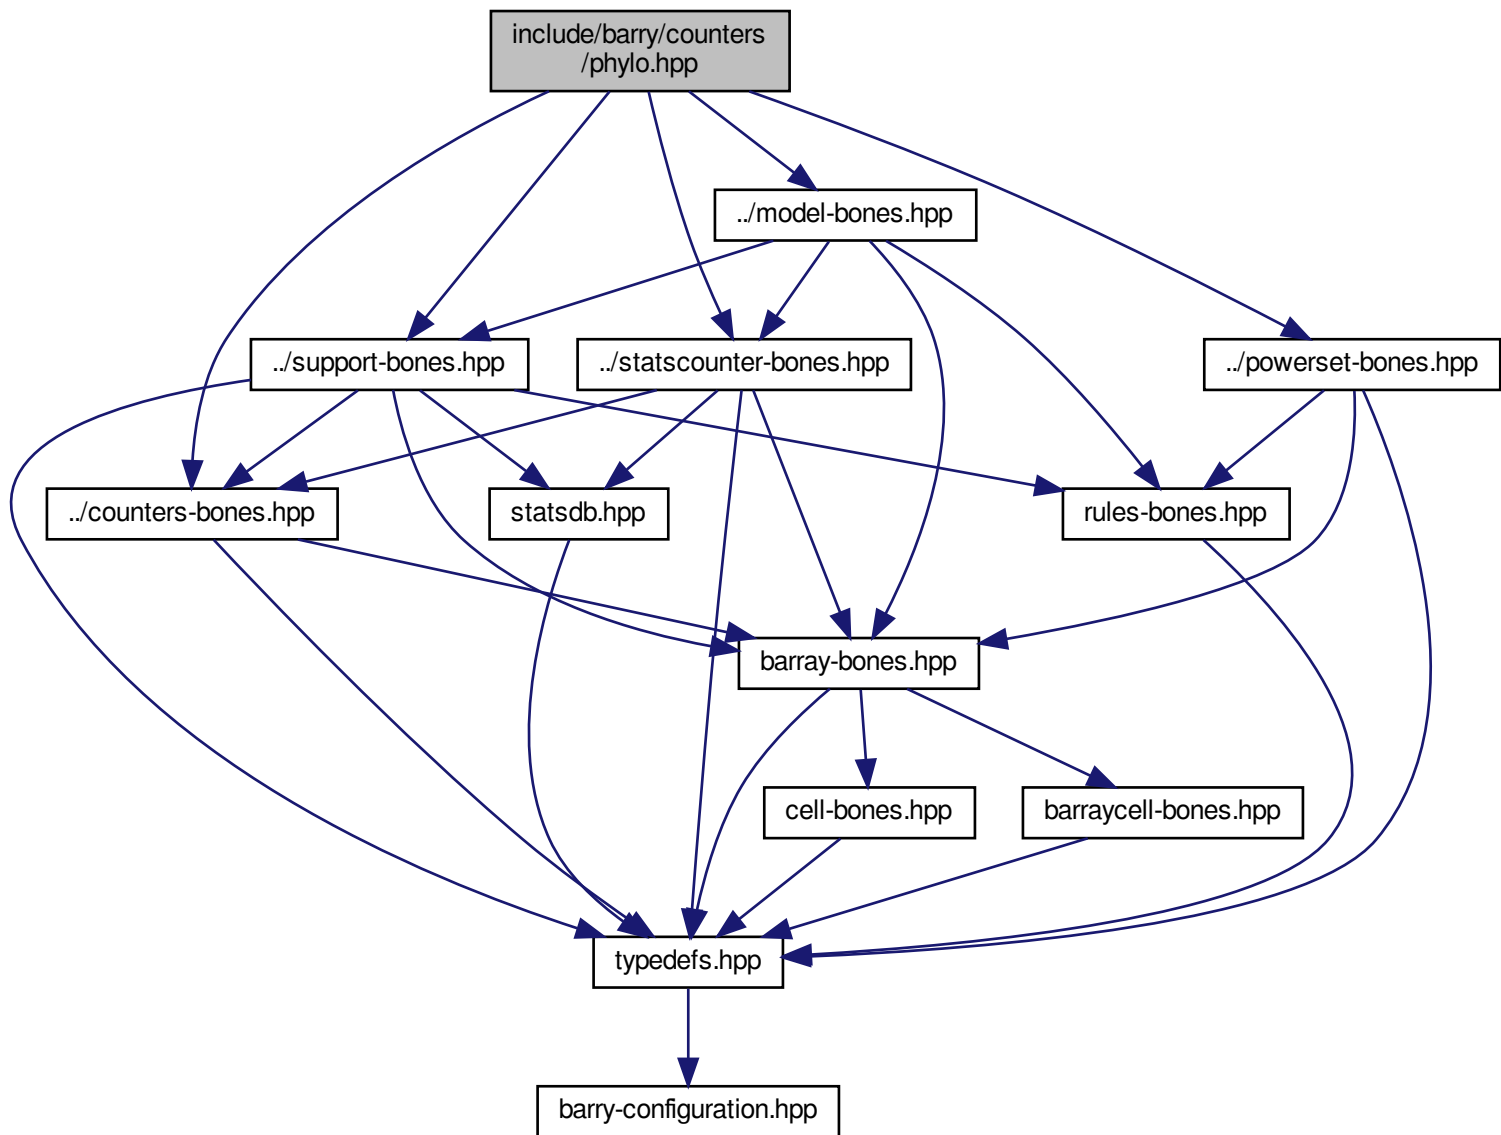 include/barry/counters
/phylo.hpp
../model-bones.hpp
../support-bones.hpp
../statscounter-bones.hpp
../powerset-bones.hpp
../counters-bones.hpp
statsdb.hpp
rules-bones.hpp
barray-bones.hpp
cell-bones.hpp
barraycell-bones.hpp
typedefs.hpp
barry-configuration.hpp